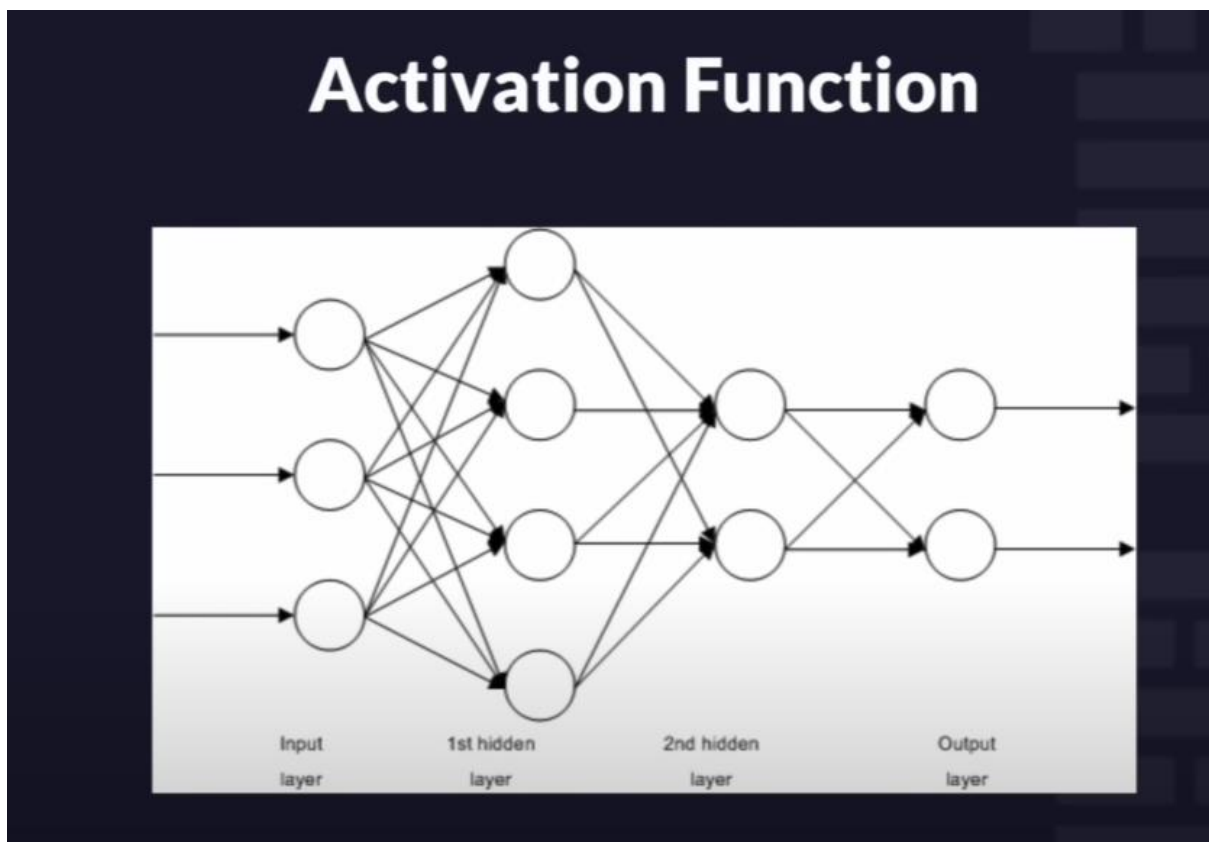 Activation Function
Input 1st hidden 2nd hidden Output
layer layer layer layer